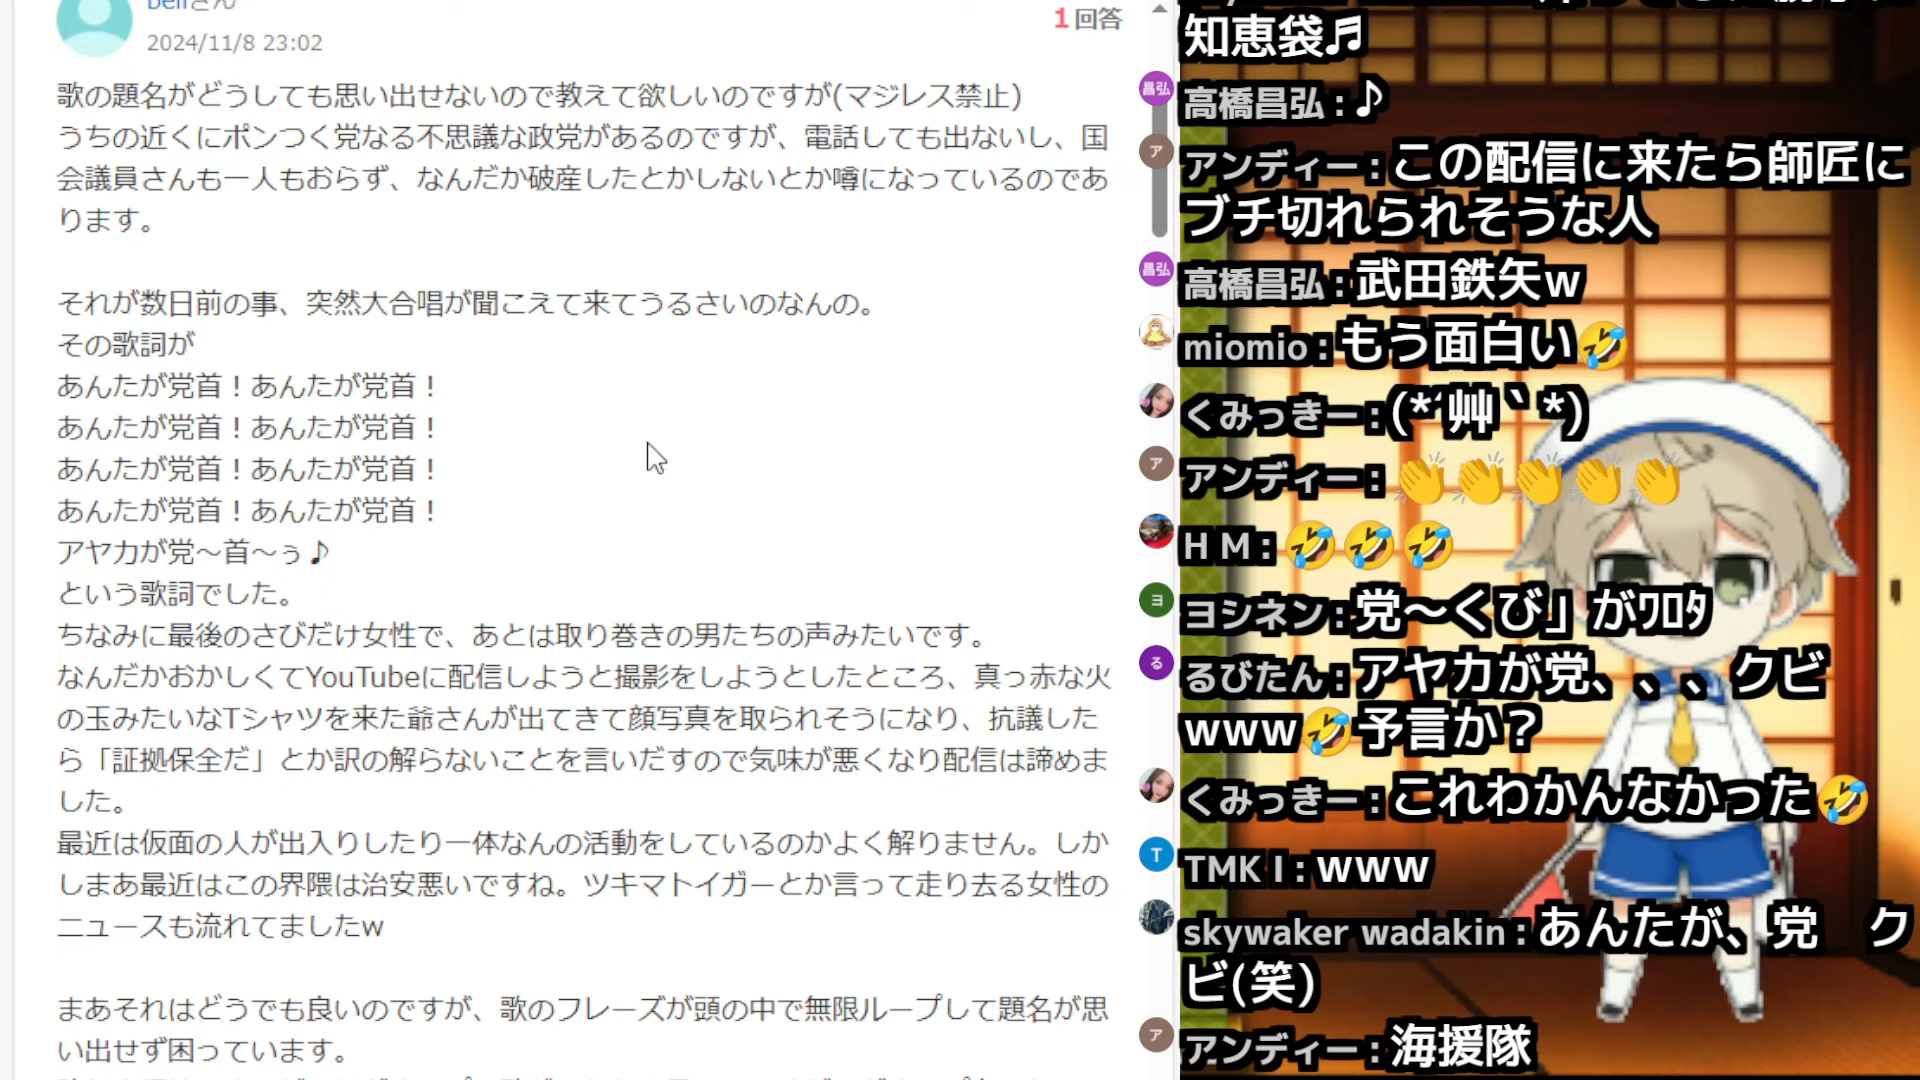 bellさん
2024/11/8 23:02
1回答
歌の題名がどうしても思い出せないので教えて欲しいのですが(マジレス禁止)
うちの近くにポンつく党なる不思議な政党があるのですが、電話しても出ないし、国
会議員さんも一人もおらず、なんだか破産したとかしないとか噂になっているのであ
ります。
それが数日前の事、突然大合唱が聞こえて来てうるさいのなんの。
その歌詞が
あんたが党首！あんたが党首！
あんたが党首！あんたが党首！
あんたが党首！あんたが党首！
あんたが党首！あんたが党首！
アヤカが党〜首〜ぅ♪
という歌詞でした。
ちなみに最後のさびだけ女性で、あとは取り巻きの男たちの声みたいです。
なんだかおかしくてYouTubeに配信しようと撮影をしようとしたところ、真っ赤な火
の玉みたいなTシャツを来た爺さんが出てきて顔写真を取られそうになり、抗議した
ら「証拠保全だ」とか訳の解らないことを言いだすので気味が悪くなり配信は諦めま
した。
最近は仮面の人が出入りしたり一体なんの活動をしているのかよく解りません。しか
しまあ最近はこの界隈は治安悪いですね。ツキマトイガーとか言って走り去る女性の
ニュースも流れてましたw
まあそれはどうでも良いのですが、歌のフレーズが頭の中で無限ループして題名が思
い出せず困っています。
知恵袋♬
昌弘
高橋昌弘 : ♪
ア
アンディー : この配信に来たら師匠に
ブチ切れられそうな人
昌弘
高橋昌弘 : 武田鉄矢w
miomio : もう面白い🤣
くみっきー : (*´艸`*)
ア
アンディー : 👏👏👏👏👏
H M : 🤣🤣🤣
ヨ
ヨシネン : 党〜くび」がﾜﾛﾀ
る
るびたん : アヤカが党、、、クビ
www🤣予言か？
くみっきー : これわかんなかった🤣
T
TMK I : www
skywaker wadakin : あんたが、党　ク
ビ(笑)
ア
アンディー : 海援隊